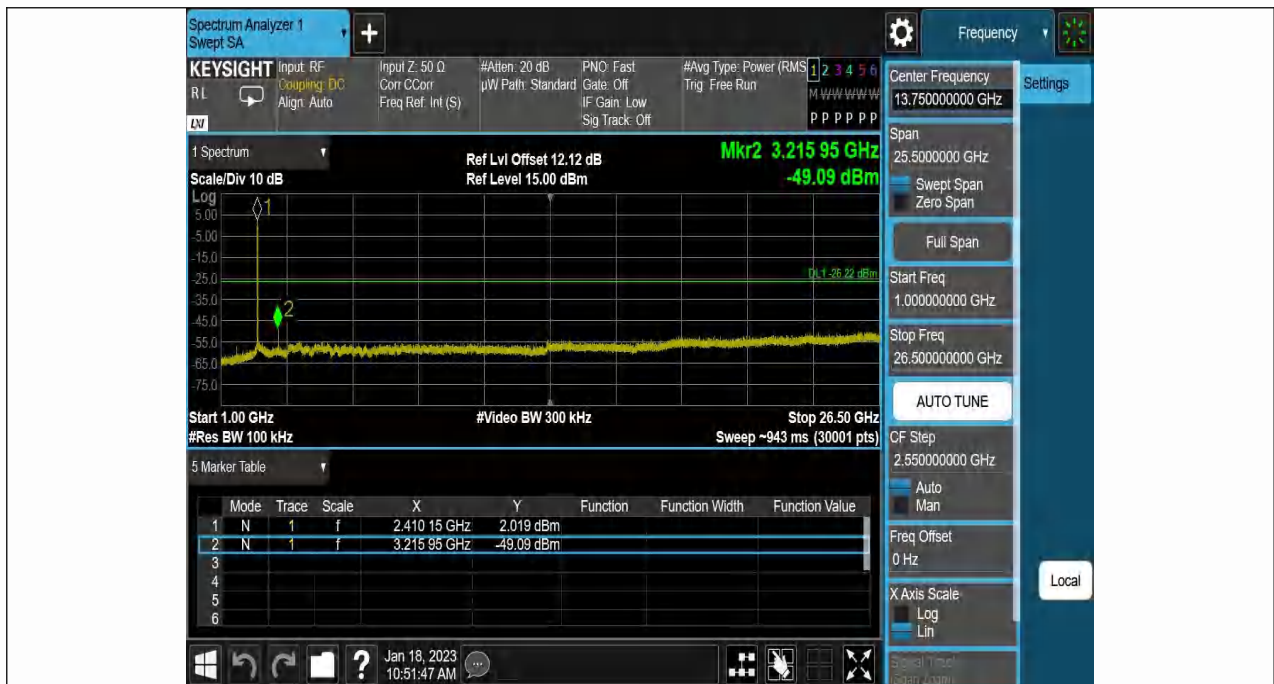 Spectrum Analyzer 1
Swept SA
+
Frequency
KEYSIGHT
RL
LXI
Input: RF
Coupling: DC
Align: Auto
Input Z: 50 Ω
Corr CCorr
Freq Ref: Int (S)
#Atten: 20 dB
µW Path: Standard
PNO: Fast
Gate: Off
IF Gain: Low
Sig Track: Off
#Avg Type: Power (RMS
Trig: Free Run
1 2 3 4 5 6
M W W W W W
P P P P P P
Center Frequency
13.750000000 GHz
Settings
Span
25.5000000 GHz
Swept Span
Zero Span
Full Span
Start Freq
1.000000000 GHz
Stop Freq
26.500000000 GHz
AUTO TUNE
CF Step
2.550000000 GHz
Auto
Man
Freq Offset
0 Hz
X Axis Scale
Log
Lin
Signal Track
(Span Zoom)
Local
1 Spectrum
Scale/Div 10 dB
Ref Lvl Offset 12.12 dB
Ref Level 15.00 dBm
Mkr2 3.215 95 GHz
-49.09 dBm
Log
5.00
-5.00
-15.0
-25.0
-35.0
-45.0
-55.0
-65.0
-75.0
1
2
DL1 -26.22 dBm
Start 1.00 GHz
#Video BW 300 kHz
Stop 26.50 GHz
#Res BW 100 kHz
Sweep ~943 ms (30001 pts)
5 Marker Table
Mode Trace Scale X Y Function Function Width Function Value
1 N 1 f 2.410 15 GHz 2.019 dBm
2 N 1 f 3.215 95 GHz -49.09 dBm
3
4
5
6
?
Jan 18, 2023
10:51:47 AM